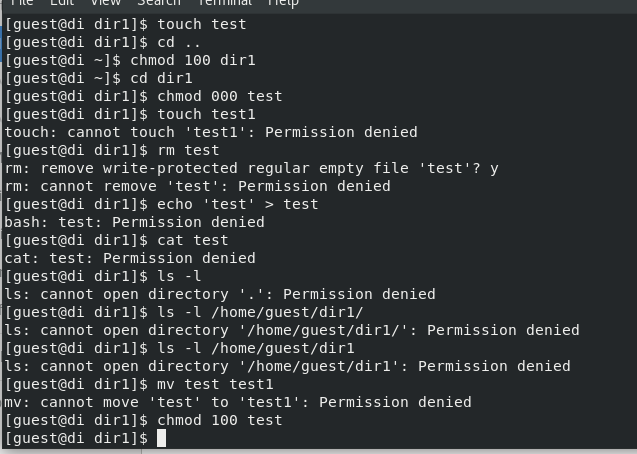 File Edit View Search Terminal Help
[guest@di dir1]$ touch test
[guest@di dir1]$ cd ..
[guest@di ~]$ chmod 100 dir1
[guest@di ~]$ cd dir1
[guest@di dir1]$ chmod 000 test
[guest@di dir1]$ touch test1
touch: cannot touch 'test1': Permission denied
[guest@di dir1]$ rm test
rm: remove write-protected regular empty file 'test'? y
rm: cannot remove 'test': Permission denied
[guest@di dir1]$ echo 'test' > test
bash: test: Permission denied
[guest@di dir1]$ cat test
cat: test: Permission denied
[guest@di dir1]$ ls -l
ls: cannot open directory '.': Permission denied
[guest@di dir1]$ ls -l /home/guest/dir1/
ls: cannot open directory '/home/guest/dir1/': Permission denied
[guest@di dir1]$ ls -l /home/guest/dir1
ls: cannot open directory '/home/guest/dir1': Permission denied
[guest@di dir1]$ mv test test1
mv: cannot move 'test' to 'test1': Permission denied
[guest@di dir1]$ chmod 100 test
[guest@di dir1]$